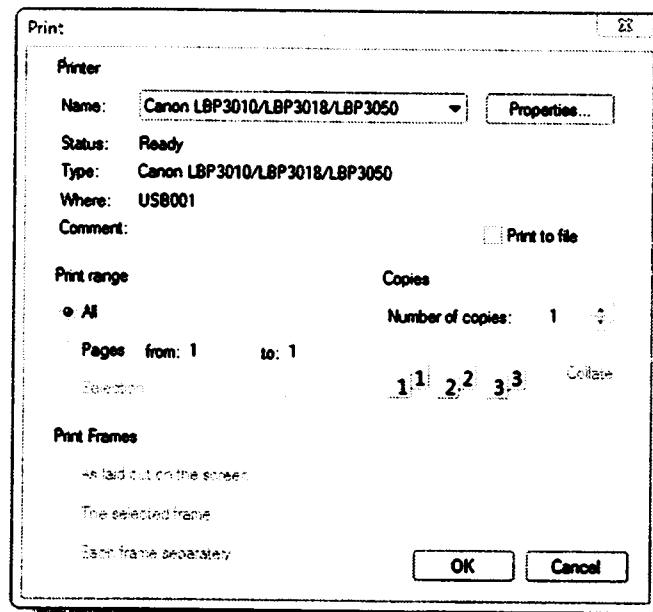 Print
Printer
Name: Canon LBP3010/LBP3018/LBP3050 Properties...
Status: Ready
Type: Canon LBP3010/LBP3018/LBP3050
Where: USB001
Comment:
Print to file
Print range
All
Pages from: 1 to: 1
Selection
Copies
Number of copies: 1
1 1 2 2 3 3 Collate
Print Frames
As laid out on the screen
The selected frame
Each frame separately
OK Cancel